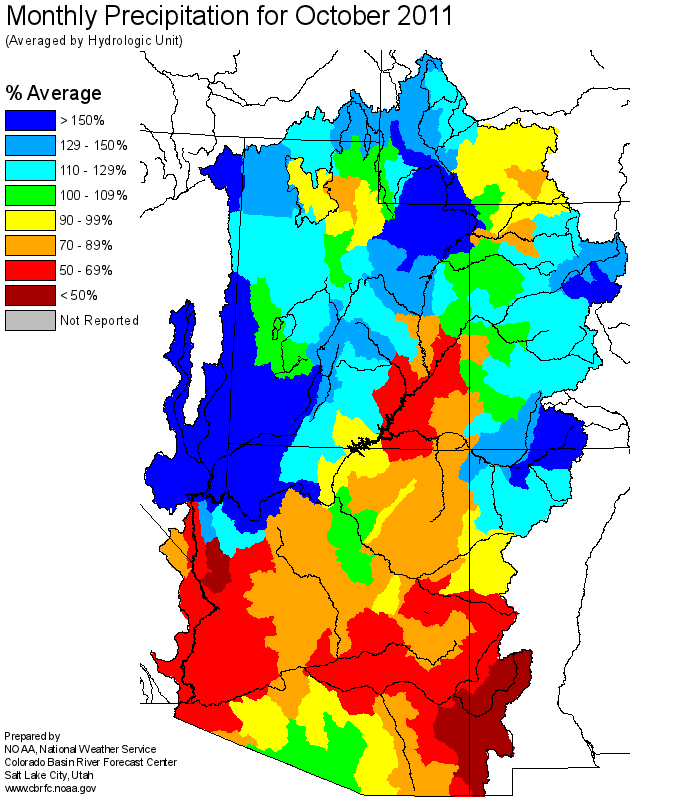 Monthly Precipitation for October 2011
(Averaged by Hydrologic Unit)
% Average
> 150%
129 - 150%
110 - 129%
100 - 109%
90 - 99%
70 - 89%
50 - 69%
< 50%
Not Reported
Prepared by
NOAA, National Weather Service
Colorado Basin River Forecast Center
Salt Lake City, Utah
www.cbrfc.noaa.gov